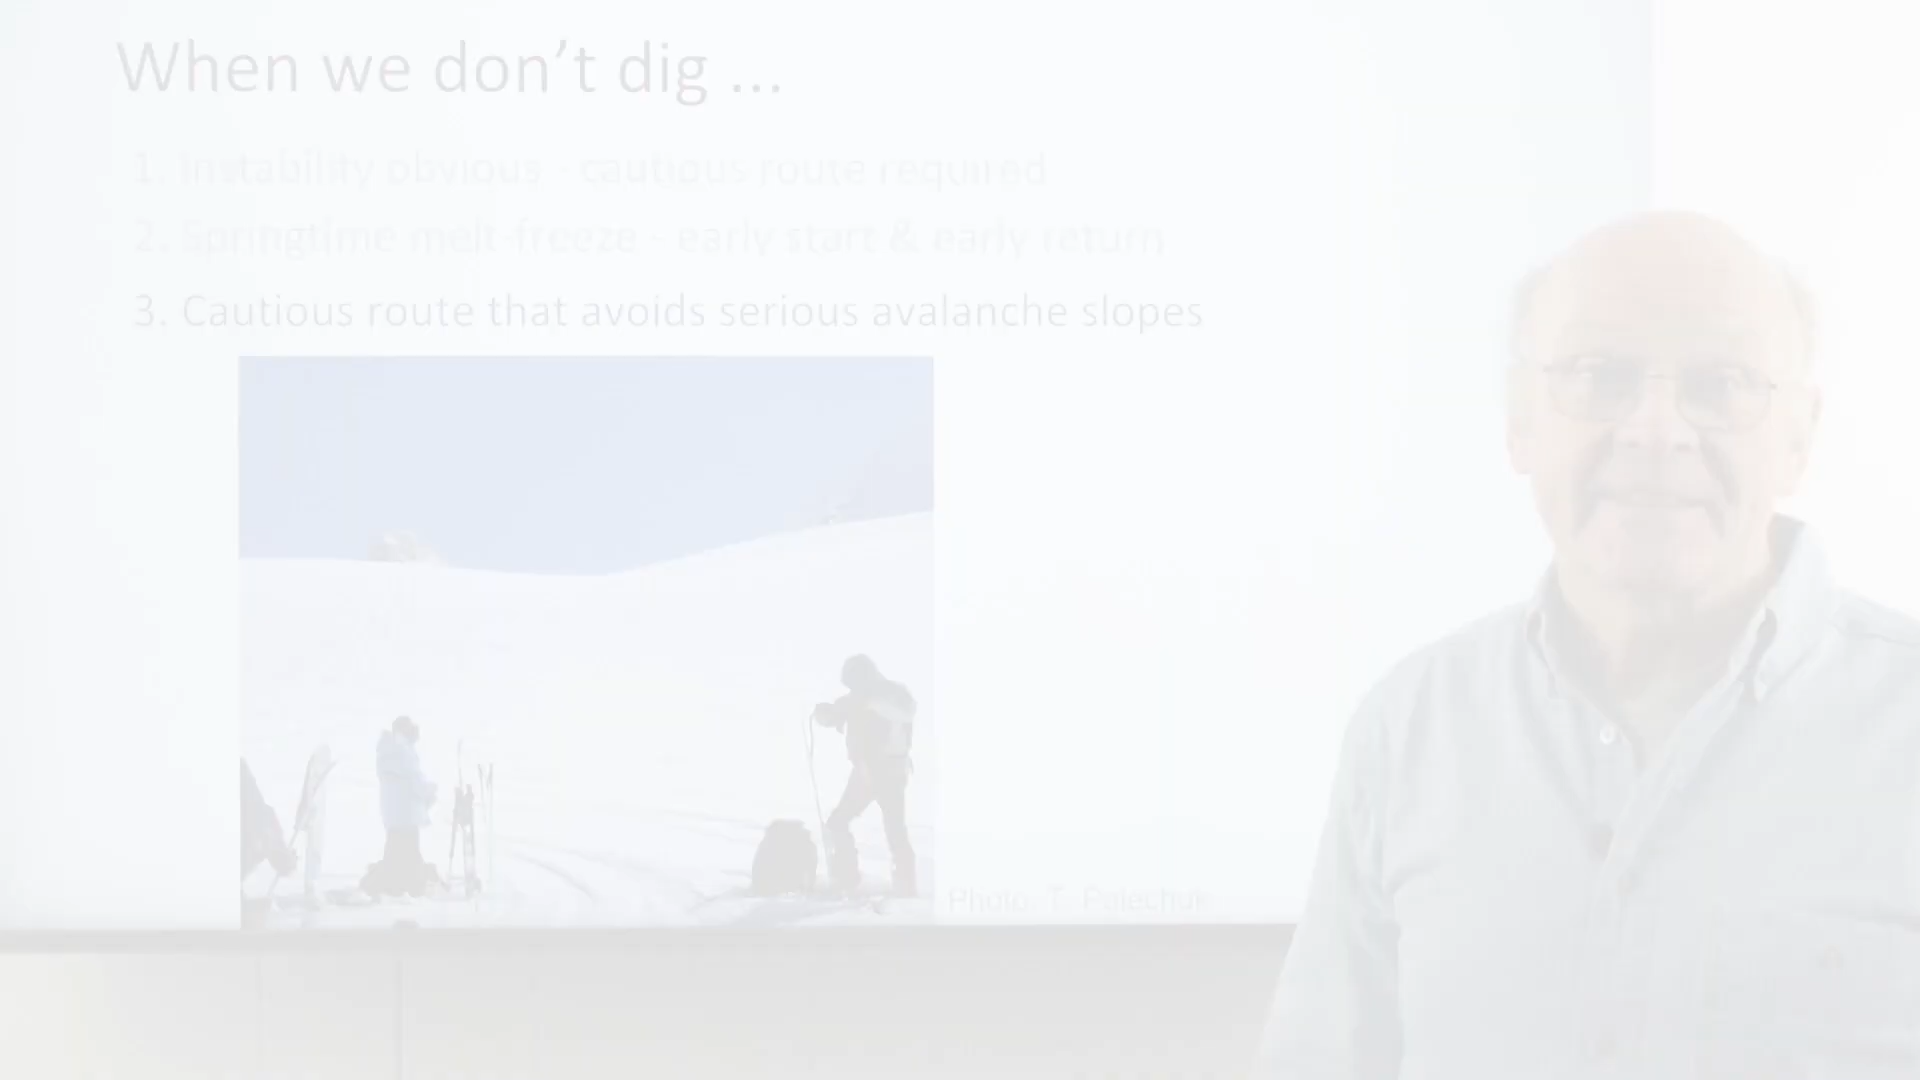 When we don't dig ...
1. Instability obvious - cautious route required
2. Springtime melt-freeze - early start & early return
3. Cautious route that avoids serious avalanche slopes
Photo: T.